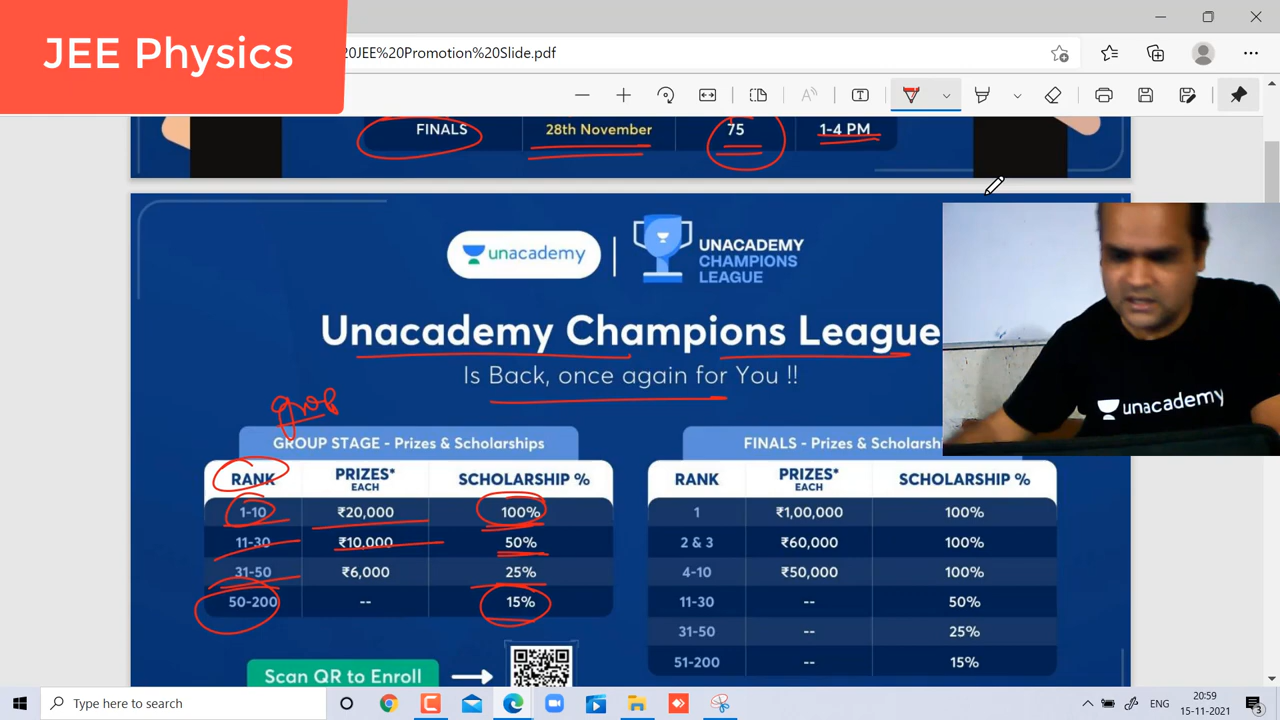 JEE Physics
20JEE%20Promotion%20Slide.pdf
FINALS 28th November 75 1-4 PM
unacademy
UNACADEMY
CHAMPIONS
LEAGUE
Unacademy Champions League
Is Back, once again for You !!
unacademy
GROUP STAGE - Prizes & Scholarships
RANK PRIZES* EACH SCHOLARSHIP %
1-10 ₹20,000 100%
11-30 ₹10,000 50%
31-50 ₹6,000 25%
50-200 -- 15%
FINALS - Prizes & Scholarsh
RANK PRIZES EACH SCHOLARSHIP %
1 ₹1,00,000 100%
2 & 3 ₹60,000 100%
4-10 ₹50,000 100%
11-30 -- 50%
31-50 -- 25%
51-200 -- 15%
Scan QR to Enroll
Type here to search
ENG
20:59
15-11-2021
3